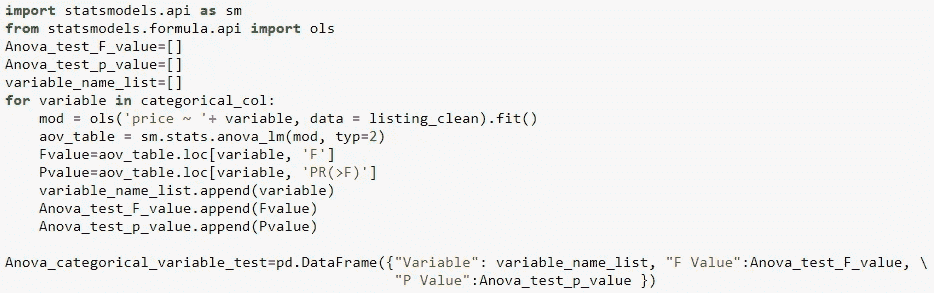 import statsmodels.api as sm
from statsmodels.formula.api import ols
Anova_test_F_value=[]
Anova_test_p_value=[]
variable_name_list=[]
for variable in categorical_col:
    mod = ols('price ~ '+ variable, data = listing_clean).fit()
    aov_table = sm.stats.anova_lm(mod, typ=2)
    Fvalue=aov_table.loc[variable, 'F']
    Pvalue=aov_table.loc[variable, 'PR(>F)']
    variable_name_list.append(variable)
    Anova_test_F_value.append(Fvalue)
    Anova_test_p_value.append(Pvalue)

Anova_categorical_variable_test=pd.DataFrame({"Variable": variable_name_list, "F Value":Anova_test_F_value, \
                                              "P Value":Anova_test_p_value })